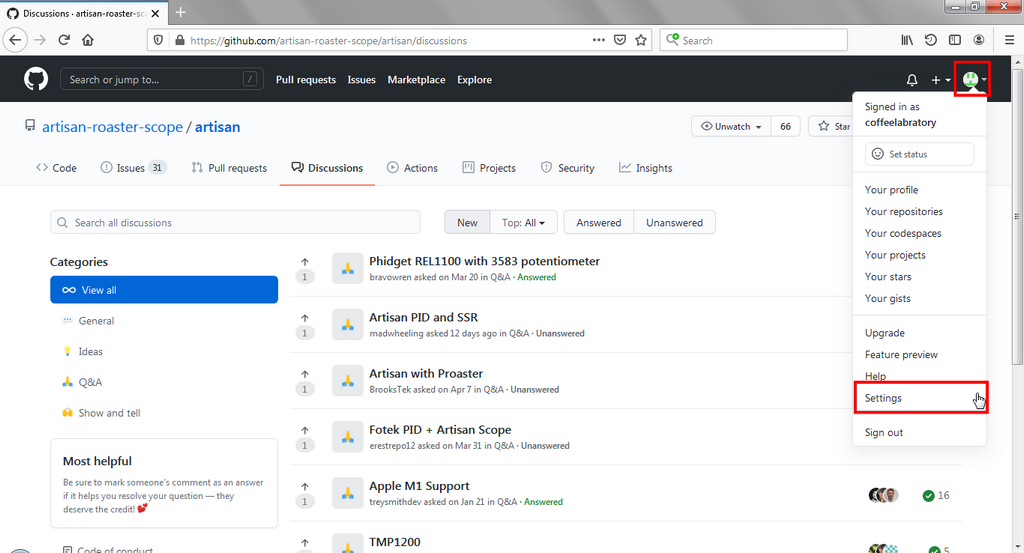 Discussions · artisan-roaster-sc
https://github.com/artisan-roaster-scope/artisan/discussions
Search
Search or jump to...
/
Pull requests
Issues
Marketplace
Explore
artisan-roaster-scope / artisan
Unwatch
66
Star
Code
Issues 31
Pull requests
Discussions
Actions
Projects
Security
Insights
Search all discussions
New
Top: All
Answered
Unanswered
Categories
View all
General
Ideas
Q&A
Show and tell
Most helpful
Be sure to mark someone's comment as an answer
if it helps you resolve your question — they
deserve the credit!
Code of conduct
1
Phidget REL1100 with 3583 potentiometer
bravowren asked on Mar 20 in Q&A · Answered
1
Artisan PID and SSR
madwheeling asked 12 days ago in Q&A · Unanswered
1
Artisan with Proaster
BrooksTek asked on Apr 7 in Q&A · Unanswered
1
Fotek PID + Artisan Scope
erestrepo12 asked on Mar 31 in Q&A · Unanswered
1
Apple M1 Support
treysmithdev asked on Jan 21 in Q&A · Answered
16
TMP1200
5
Signed in as
coffeelabratory
Set status
Your profile
Your repositories
Your codespaces
Your projects
Your stars
Your gists
Upgrade
Feature preview
Help
Settings
Sign out